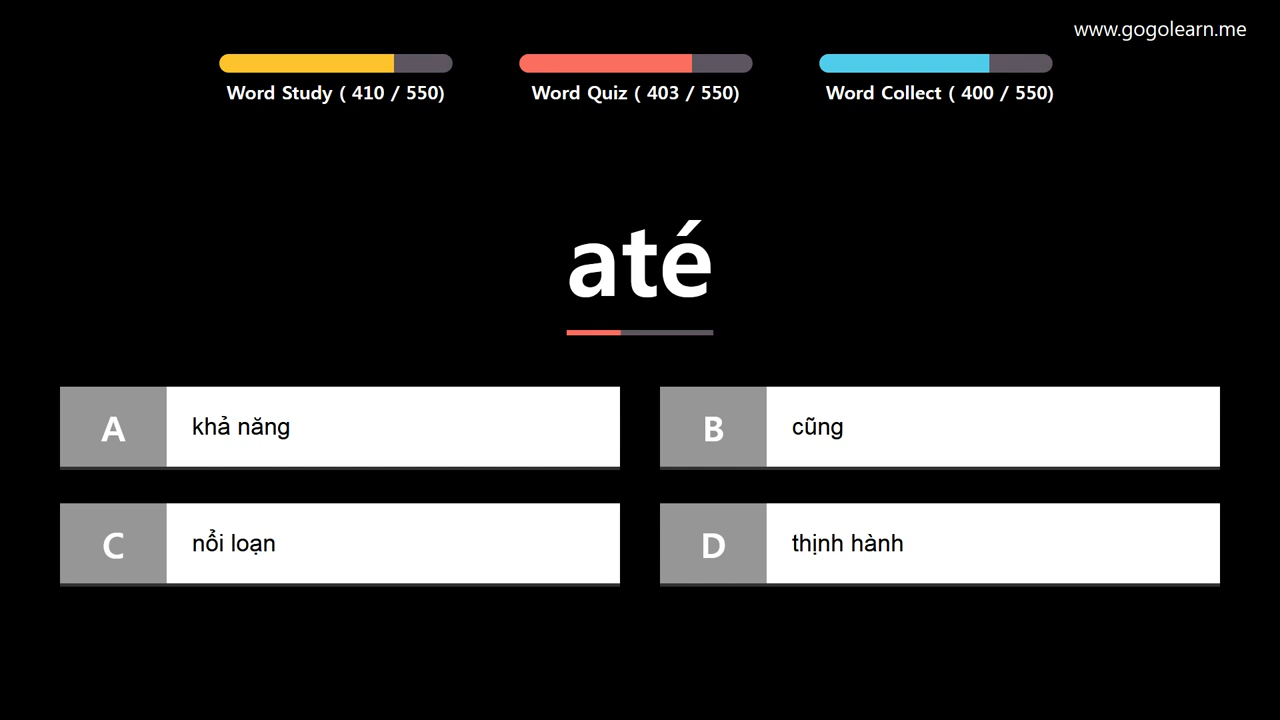 www.gogolearn.me
Word Study ( 410 / 550)
Word Quiz ( 403 / 550)
Word Collect ( 400 / 550)
até
A khả năng
B cũng
C nổi loạn
D thịnh hành